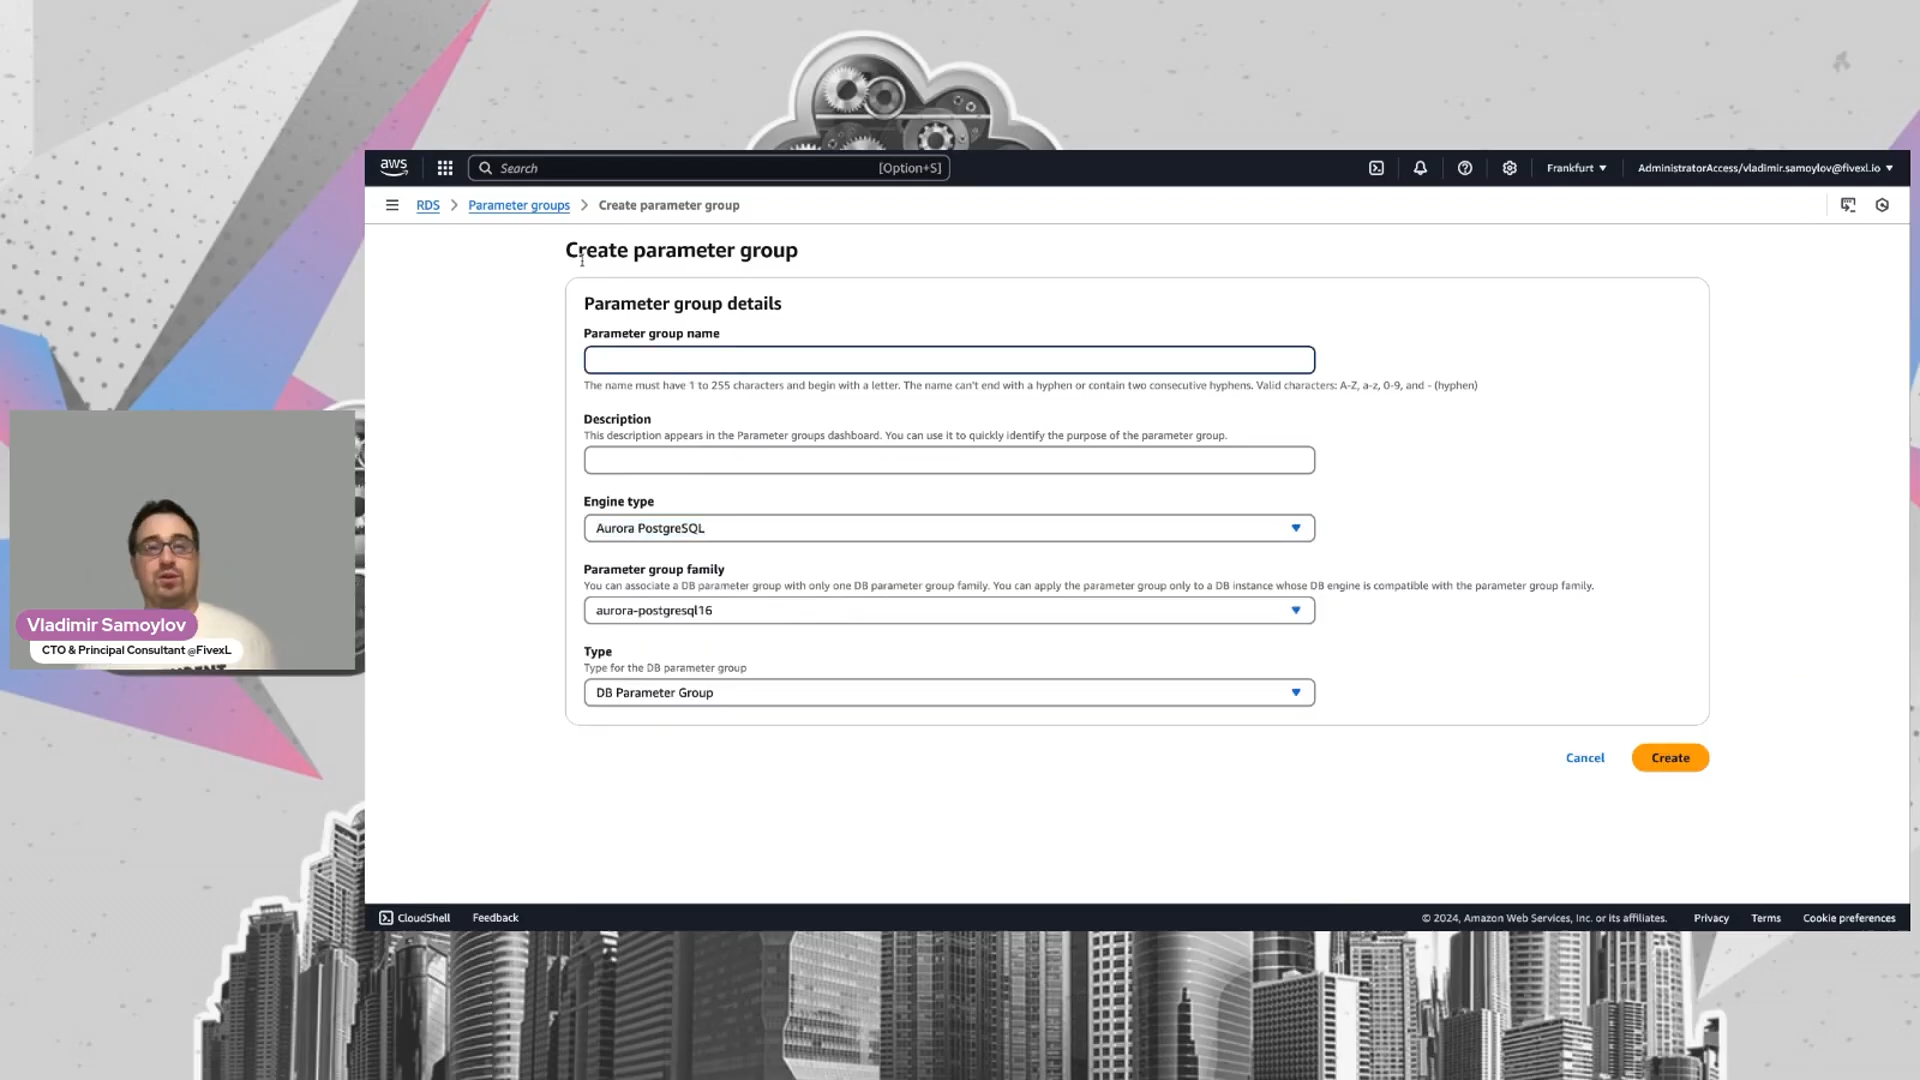 aws
Search
[Option+S]
Frankfurt
AdministratorAccess/vladimir.samoylov@fivexl.io
RDS
Parameter groups
Create parameter group
Create parameter group
Parameter group details
Parameter group name
The name must have 1 to 255 characters and begin with a letter. The name can't end with a hyphen or contain two consecutive hyphens. Valid characters: A-Z, a-z, 0-9, and - (hyphen)
Description
This description appears in the Parameter groups dashboard. You can use it to quickly identify the purpose of the parameter group.
Engine type
Aurora PostgreSQL
Parameter group family
You can associate a DB parameter group with only one DB parameter group family. You can apply the parameter group only to a DB instance whose DB engine is compatible with the parameter group family.
aurora-postgresql16
Type
Type for the DB parameter group
DB Parameter Group
Cancel
Create
Vladimir Samoylov
CTO & Principal Consultant @FivexL
CloudShell
Feedback
© 2024, Amazon Web Services, Inc. or its affiliates.
Privacy
Terms
Cookie preferences